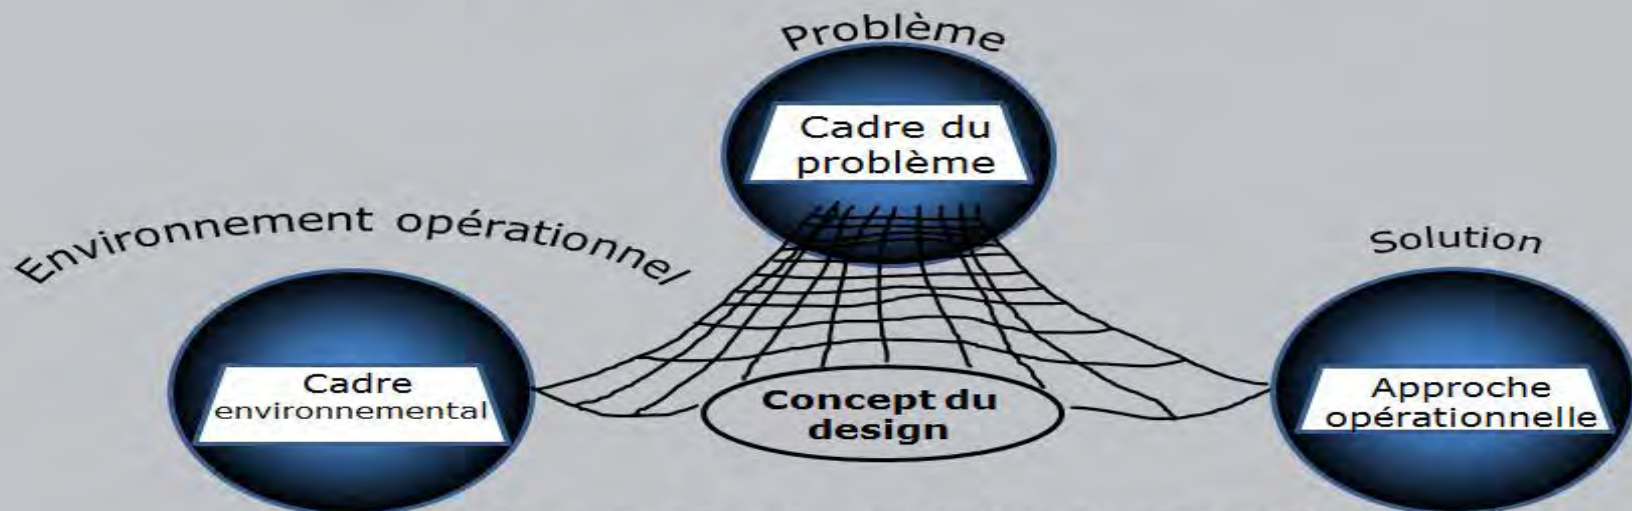 Problème
Cadre du
problème
Environnement opérationnel
Cadre
environnemental
Solution
Approche
opérationnelle
Concept du
design